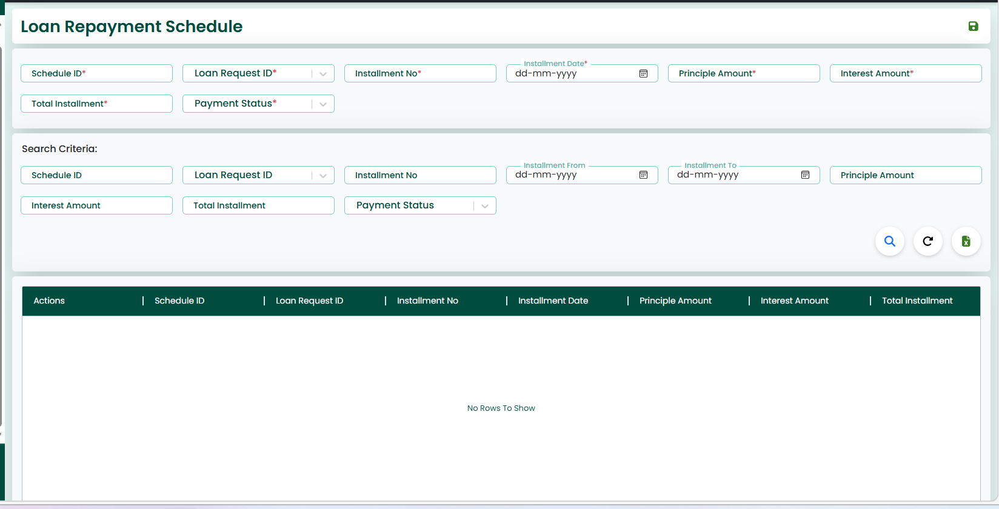 Loan Repayment Schedule
Installment Date*
Schedule ID* Loan Request ID* Installment No* dd-mm-yyyy Principle Amount* Interest Amount*
Total Installment* Payment Status*
Search Criteria:
Installment From Installment To
Schedule ID Loan Request ID Installment No dd-mm-yyyy dd-mm-yyyy Principle Amount
Interest Amount Total Installment Payment Status
Actions Schedule ID Loan Request ID Installment No Installment Date Principle Amount Interest Amount Total Installment
No Rows To Show